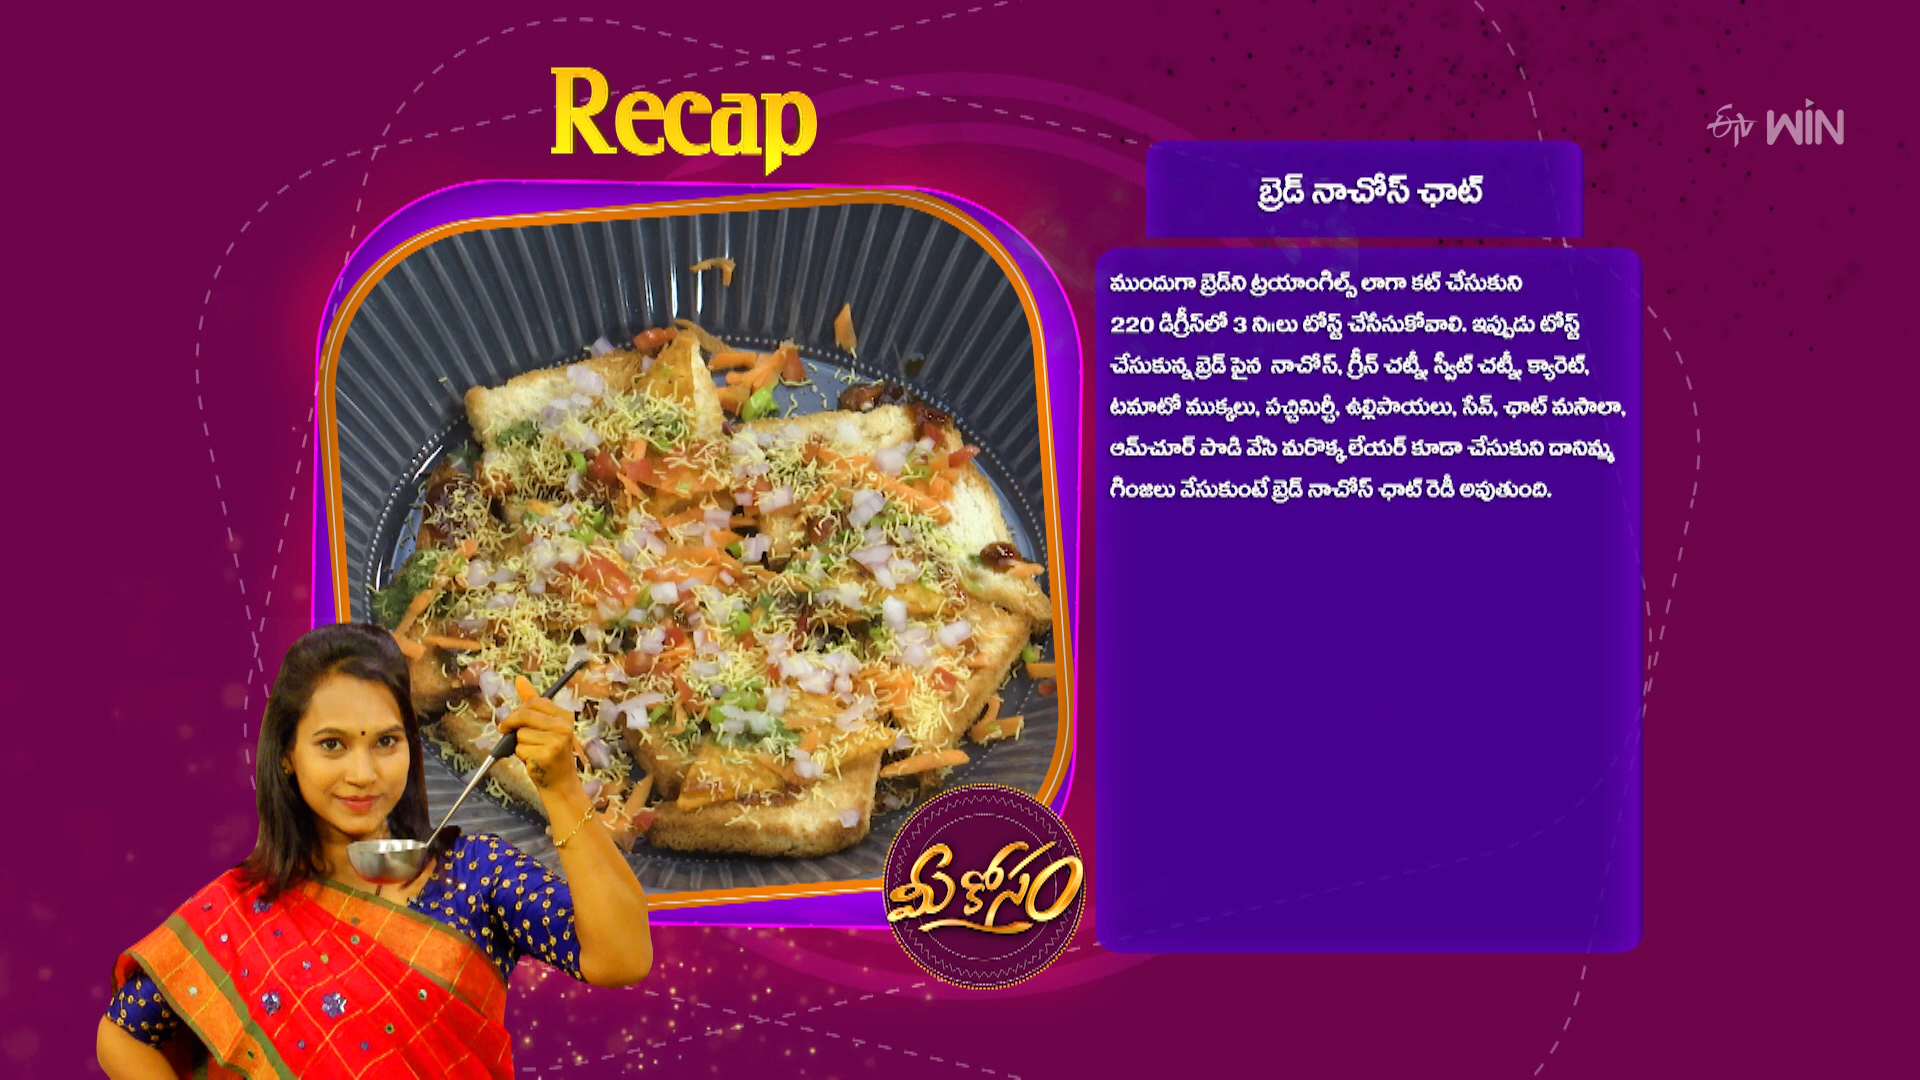 Recap
ఈటీవీ WIN
బ్రెడ్ నాచోస్ ఛాట్
ముందుగా బ్రెడ్‌ని ట్రయాంగిల్స్ లాగా కట్ చేసుకుని
220 డిగ్రీస్‌లో 3 ని॥లు టోస్ట్ చేసీసుకోవాలి. ఇప్పుడు టోస్ట్
చేసుకున్న బ్రెడ్ పైన నాచోస్, గ్రీన్ చట్నీ, స్వీట్ చట్నీ, క్యారెట్,
టమాటో ముక్కలు, పచ్చిమిర్చీ, ఉల్లిపాయలు, సేవ్, ఛాట్ మసాలా,
ఆమ్‌చూర్ పొడి వేసి మరొక్క లేయర్ కూడా చేసుకుని దానిమ్మ
గింజలు వేసుకుంటే బ్రెడ్ నాచోస్ ఛాట్ రెడీ అవుతుంది.
మీ కోసం